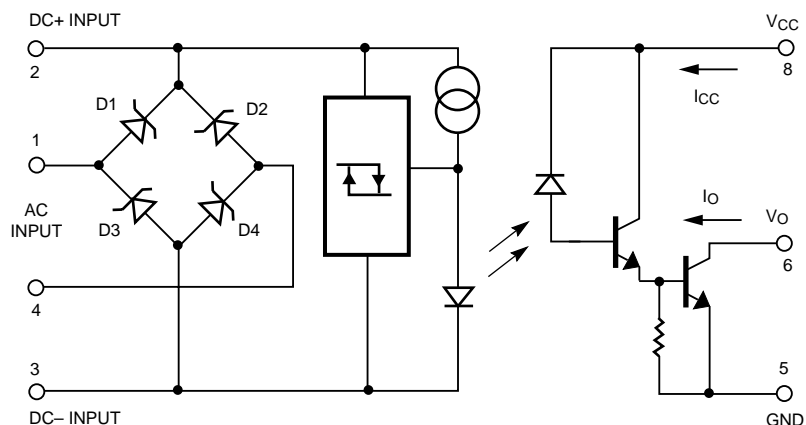 DC+ INPUT
2
D1
D2
1
AC
INPUT
D3
D4
4
3
DC– INPUT
VCC
8
ICC
IO
VO
6
5
GND